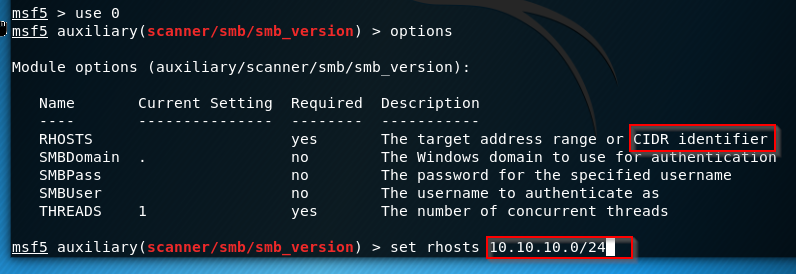 msf5 > use 0
msf5 auxiliary(scanner/smb/smb_version) > options
Module options (auxiliary/scanner/smb/smb_version):
Name Current Setting Required Description
---- --------------- -------- -----------
RHOSTS yes The target address range or CIDR identifier
SMBDomain . no The Windows domain to use for authentication
SMBPass no The password for the specified username
SMBUser no The username to authenticate as
THREADS 1 yes The number of concurrent threads
msf5 auxiliary(scanner/smb/smb_version) > set rhosts 10.10.10.0/24